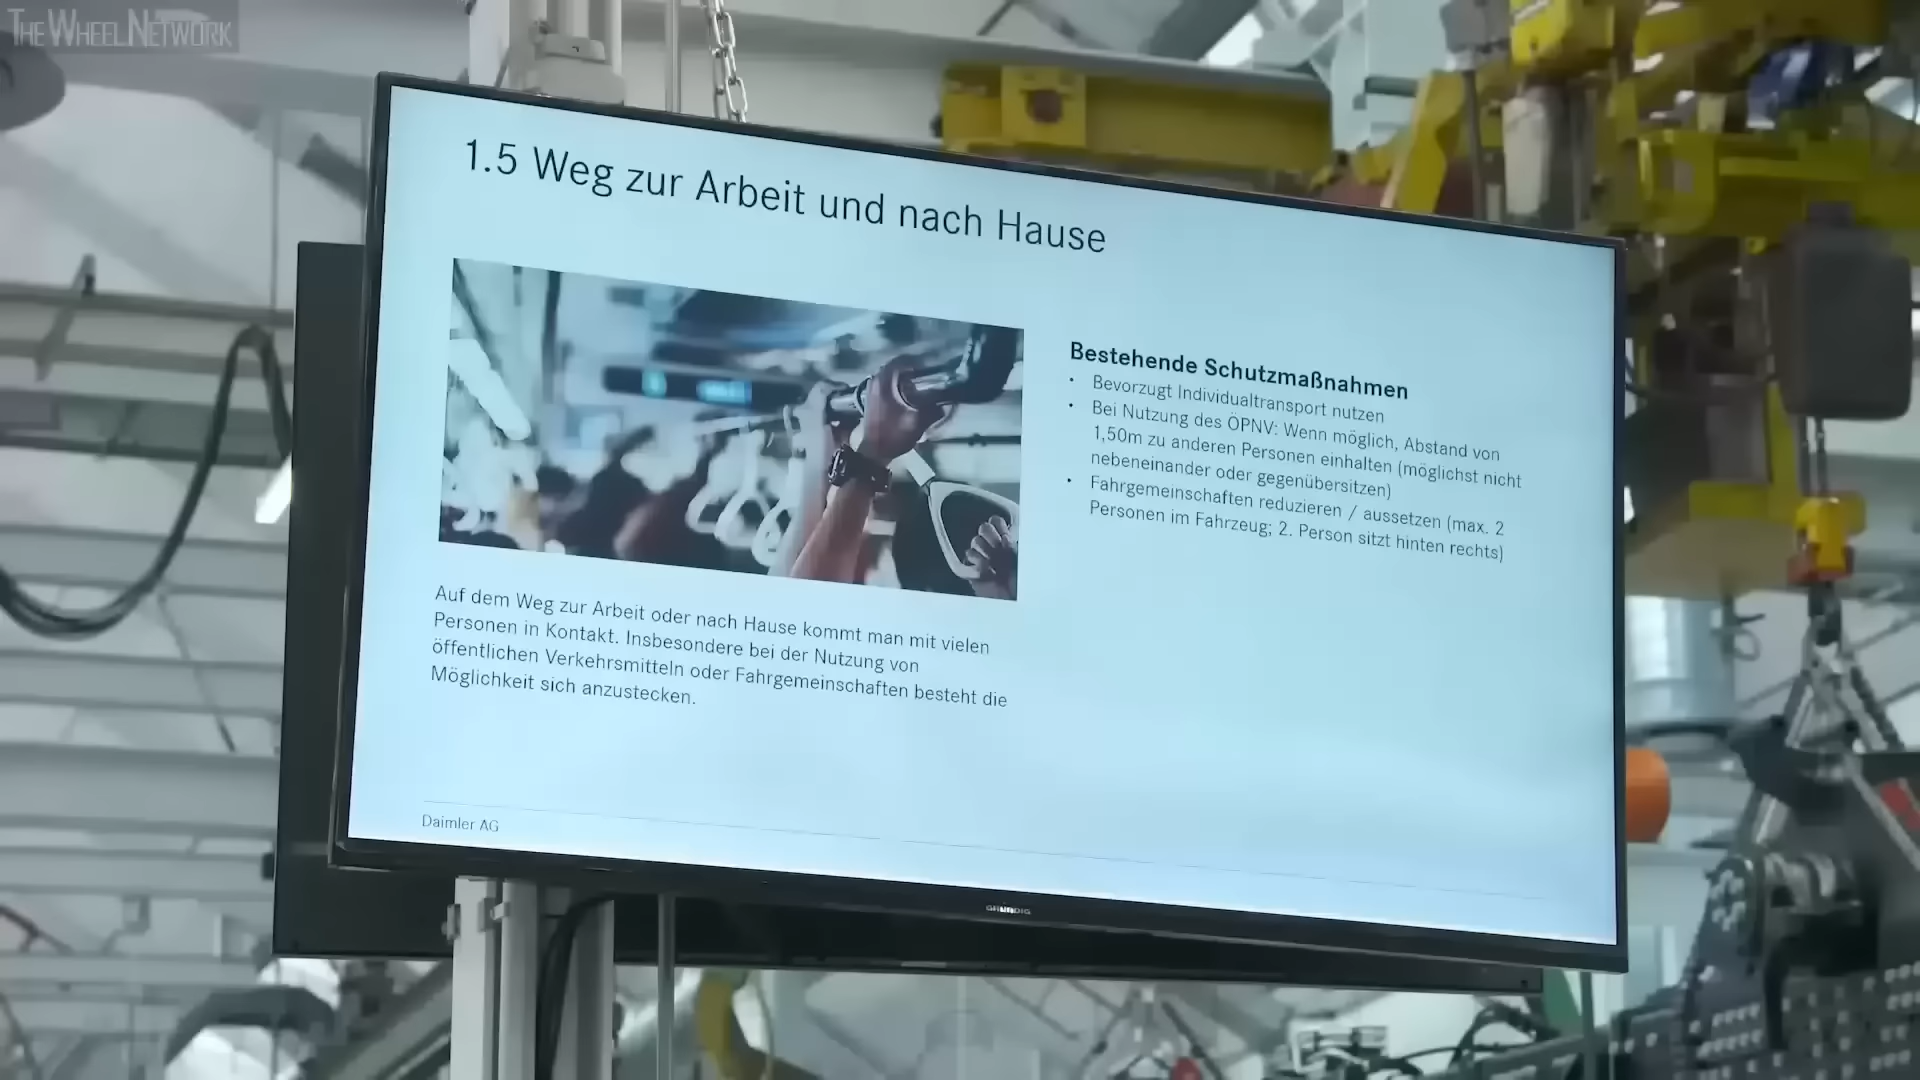 THEWHEELNETWORK
1.5 Weg zur Arbeit und nach Hause
Auf dem Weg zur Arbeit oder nach Hause kommt man mit vielen
Personen in Kontakt. Insbesondere bei der Nutzung von
öffentlichen Verkehrsmitteln oder Fahrgemeinschaften besteht die
Möglichkeit sich anzustecken.
Bestehende Schutzmaßnahmen
• Bevorzugt Individualtransport nutzen
• Bei Nutzung des ÖPNV: Wenn möglich, Abstand von
1,50m zu anderen Personen einhalten (möglichst nicht
nebeneinander oder gegenübersitzen)
• Fahrgemeinschaften reduzieren / aussetzen (max. 2
Personen im Fahrzeug; 2. Person sitzt hinten rechts)
Daimler AG
GRUNDIG